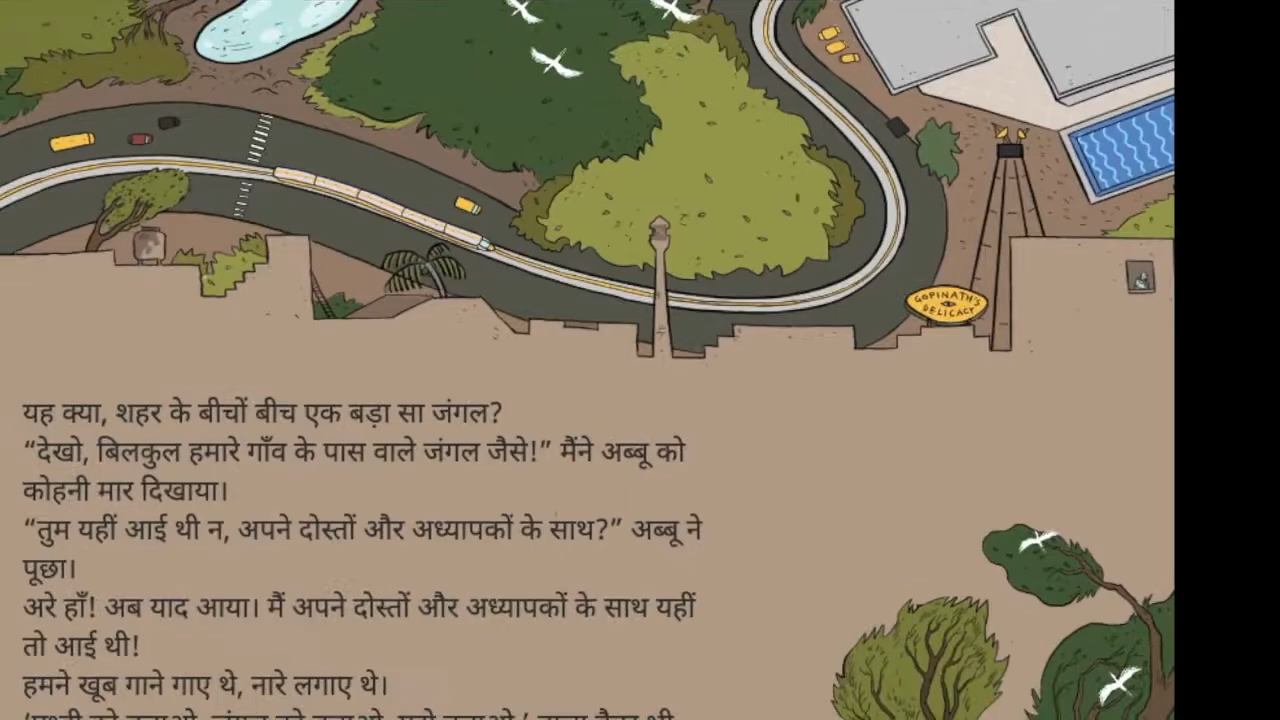 GOPINATH'S
DELICACY
यह क्या, शहर के बीचों बीच एक बड़ा सा जंगल?
“देखो, बिलकुल हमारे गाँव के पास वाले जंगल जैसे!” मैंने अब्बू को
कोहनी मार दिखाया।
“तुम यहीं आई थी न, अपने दोस्तों और अध्यापकों के साथ?” अब्बू ने
पूछा।
अरे हाँ! अब याद आया। मैं अपने दोस्तों और अध्यापकों के साथ यहीं
तो आई थी!
हमने खूब गाने गाए थे, नारे लगाए थे।